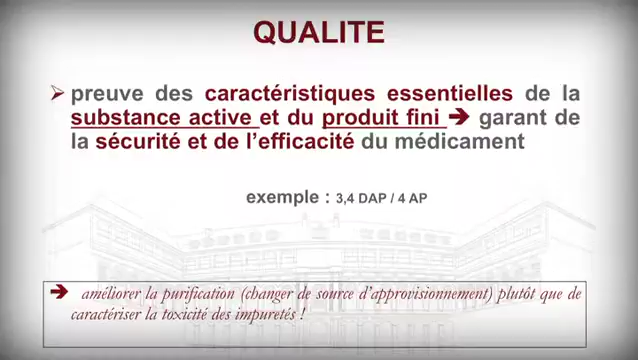 QUALITE
➢ preuve des caractéristiques essentielles de la
substance active et du produit fini ➔ garant de
la sécurité et de l’efficacité du médicament
exemple : 3,4 DAP / 4 AP
➔ améliorer la purification (changer de source d’approvisionnement) plutôt que de
caractériser la toxicité des impuretés !